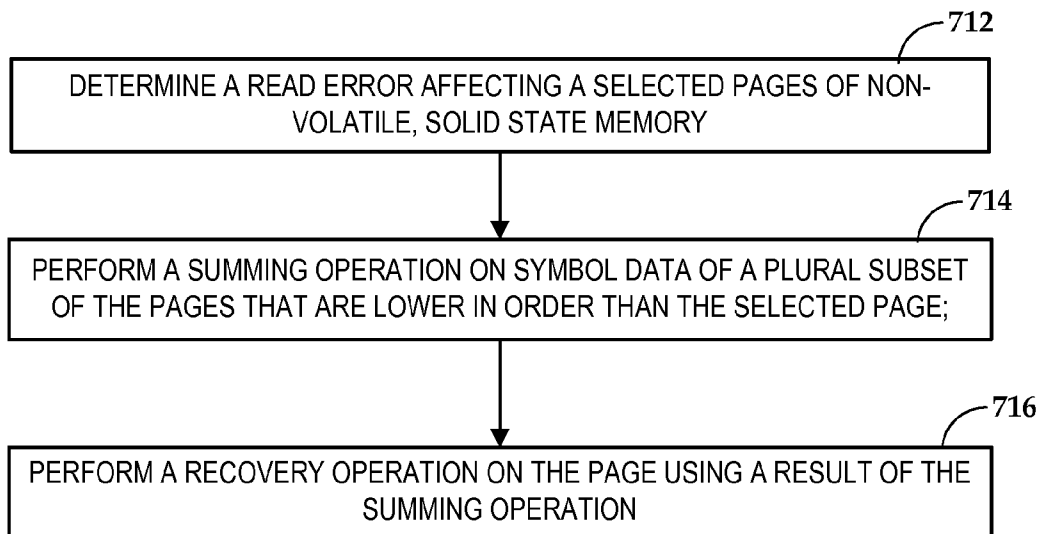 712
DETERMINE A READ ERROR AFFECTING A SELECTED PAGES OF NON-
VOLATILE, SOLID STATE MEMORY
714
PERFORM A SUMMING OPERATION ON SYMBOL DATA OF A PLURAL SUBSET
OF THE PAGES THAT ARE LOWER IN ORDER THAN THE SELECTED PAGE;
716
PERFORM A RECOVERY OPERATION ON THE PAGE USING A RESULT OF THE
SUMMING OPERATION